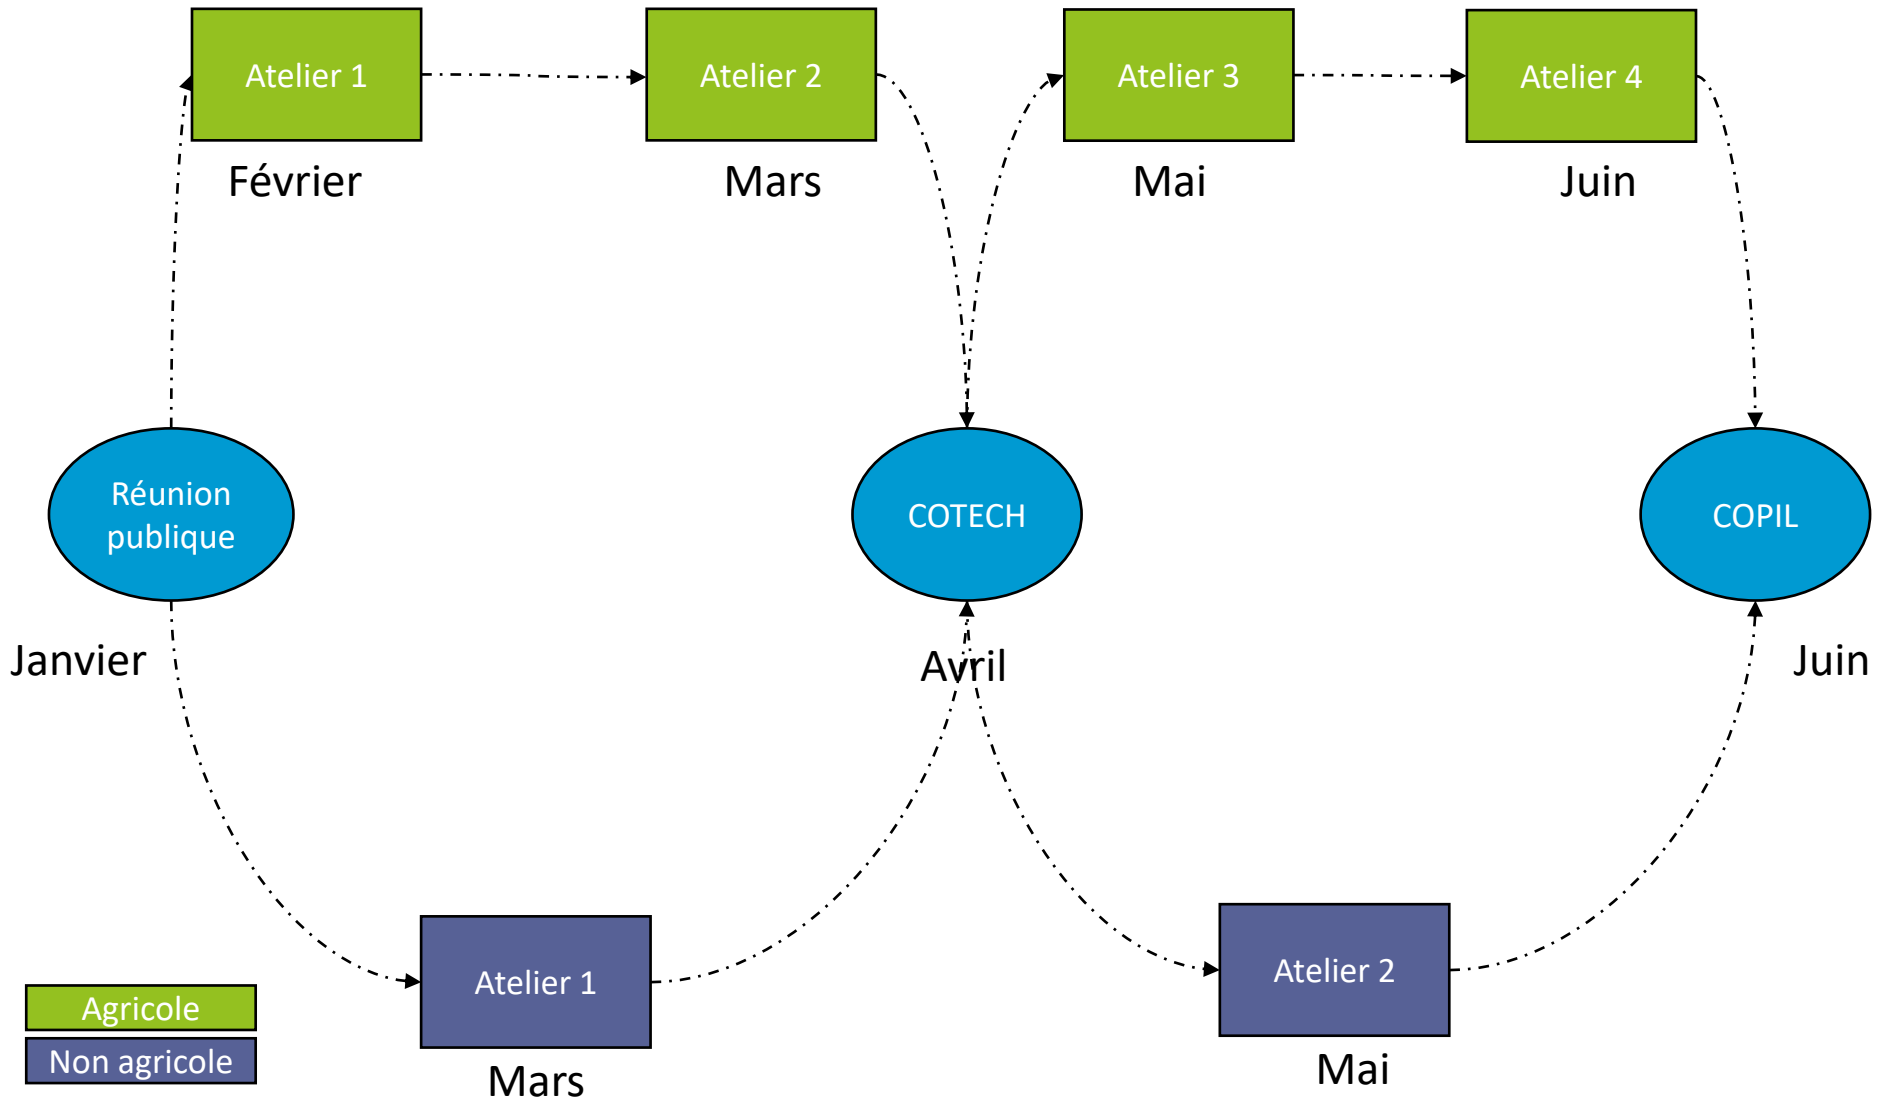 Atelier 1
Atelier 2
Atelier 3
Atelier 4
Février
Mars
Mai
Juin
Réunion
publique
COTECH
COPIL
Janvier
Avril
Juin
Atelier 1
Atelier 2
Agricole
Non agricole
Mars
Mai